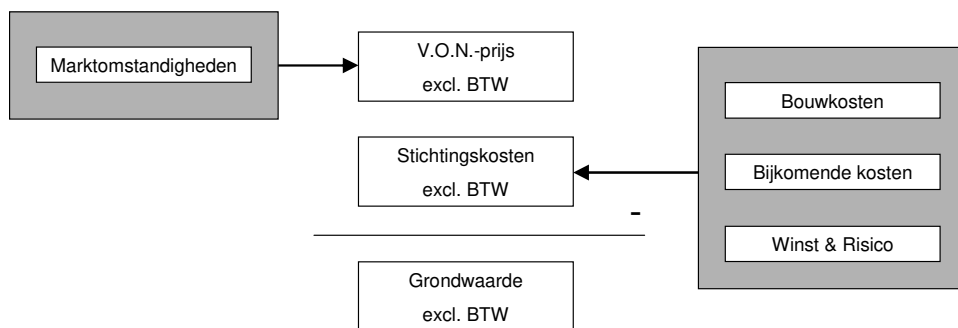 Marktomstandigheden
V.O.N.-prijs
excl. BTW
Stichtingskosten
excl. BTW
-
Grondwaarde
excl. BTW
Bouwkosten
Bijkomende kosten
Winst & Risico